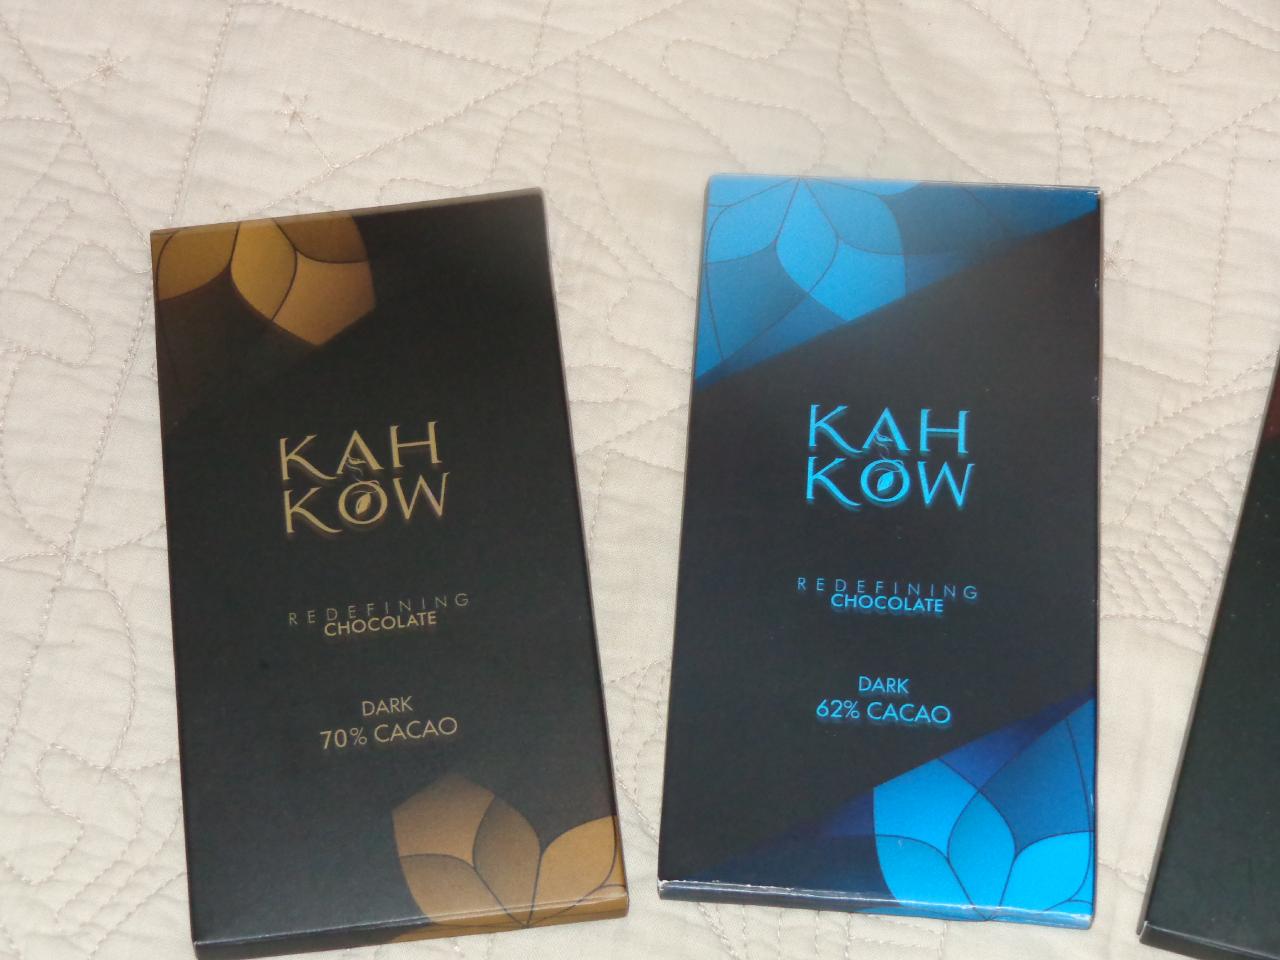 KAH
KOW
REDEFINING
CHOCOLATE
DARK
70% CACAO
KAH
KOW
REDEFINING
CHOCOLATE
DARK
62% CACAO